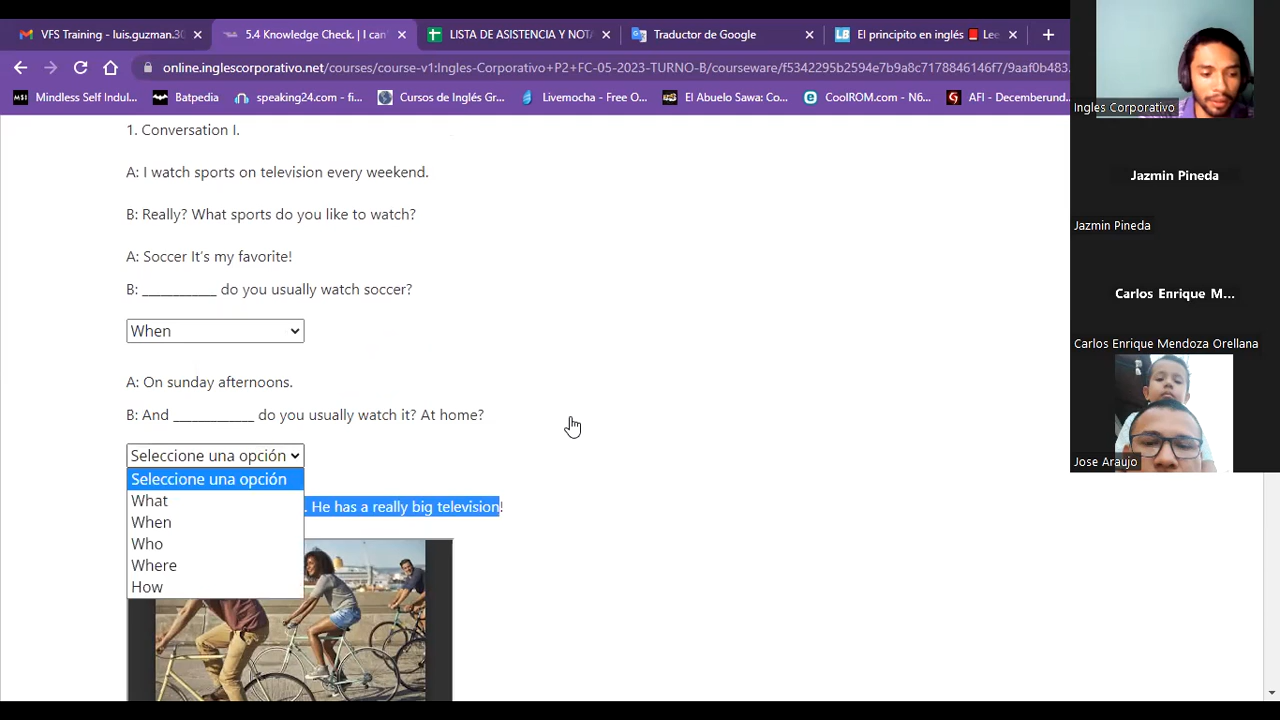 VFS Training - luis.guzman.30
5.4 Knowledge Check. | I can'
LISTA DE ASISTENCIA Y NOTA
Traductor de Google
El principito en inglés
Lee
online.inglescorporativo.net/courses/course-v1:Ingles-Corporativo+P2+FC-05-2023-TURNO-B/courseware/f5342295b2594e7b9a8c7178846146f7/9aaf0b483.
Mindless Self Indul...
Batpedia
speaking24.com - fi...
Cursos de Inglés Gr...
Livemocha - Free O...
El Abuelo Sawa: Co...
CoolROM.com - N6...
AFI - Decemberund
1. Conversation I.
A: I watch sports on television every weekend.
B: Really? What sports do you like to watch?
A: Soccer It's my favorite!
B: ____________ do you usually watch soccer?
When
A: On sunday afternoons.
B: And _____________ do you usually watch it? At home?
Seleccione una opción
Seleccione una opción
What
When
Who
Where
How
. He has a really big television!
Ingles Corporativo
Jazmin Pineda
Jazmin Pineda
Carlos Enrique M...
Carlos Enrique Mendoza Orellana
Jose Araujo